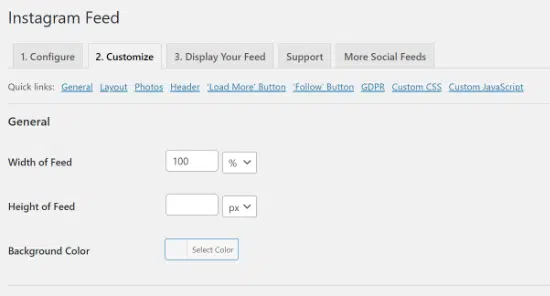 Instagram Feed
1. Configure 2. Customize 3. Display Your Feed Support More Social Feeds
Quick links: General Layout Photos Header 'Load More' Button 'Follow' Button GDPR Custom CSS Custom JavaScript
General
Width of Feed 100 %
Height of Feed px
Background Color Select Color